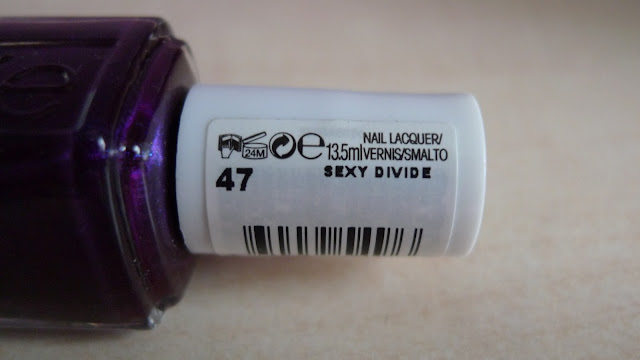 24M e 13.5ml NAIL LACQUER/
VERNIS/SMALTO
47 SEXY DIVIDE